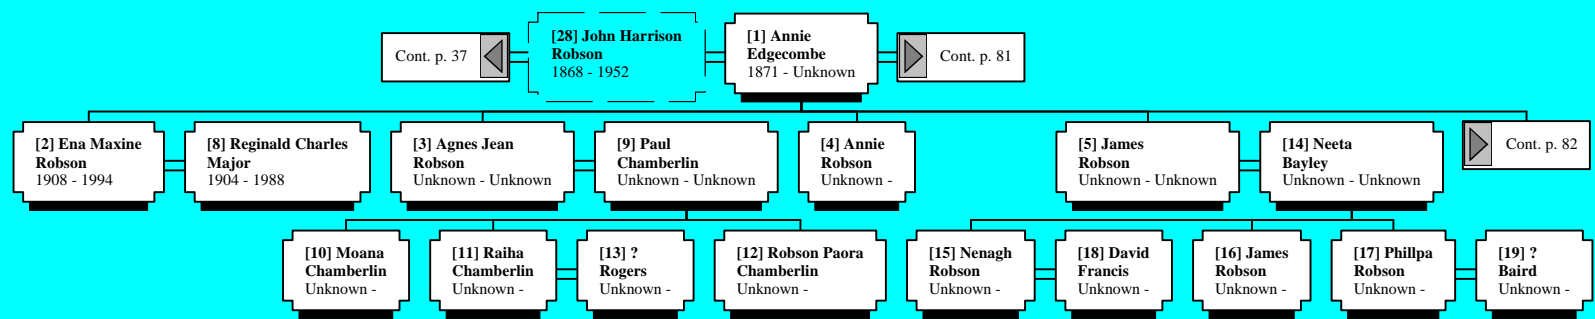 Cont. p. 37
[28] John Harrison
Robson
1868 - 1952
[1] Annie
Edgecombe
1871 - Unknown
Cont. p. 81
[2] Ena Maxine
Robson
1908 - 1994
[8] Reginald Charles
Major
1904 - 1988
[3] Agnes Jean
Robson
Unknown - Unknown
[9] Paul
Chamberlin
Unknown - Unknown
[4] Annie
Robson
Unknown -
[5] James
Robson
Unknown - Unknown
[14] Neeta
Bayley
Unknown - Unknown
Cont. p. 82
[10] Moana
Chamberlin
Unknown -
[11] Raiha
Chamberlin
Unknown -
[13] ?
Rogers
Unknown -
[12] Robson Paora
Chamberlin
Unknown -
[15] Nenagh
Robson
Unknown -
[18] David
Francis
Unknown -
[16] James
Robson
Unknown -
[17] Phillpa
Robson
Unknown -
[19] ?
Baird
Unknown -